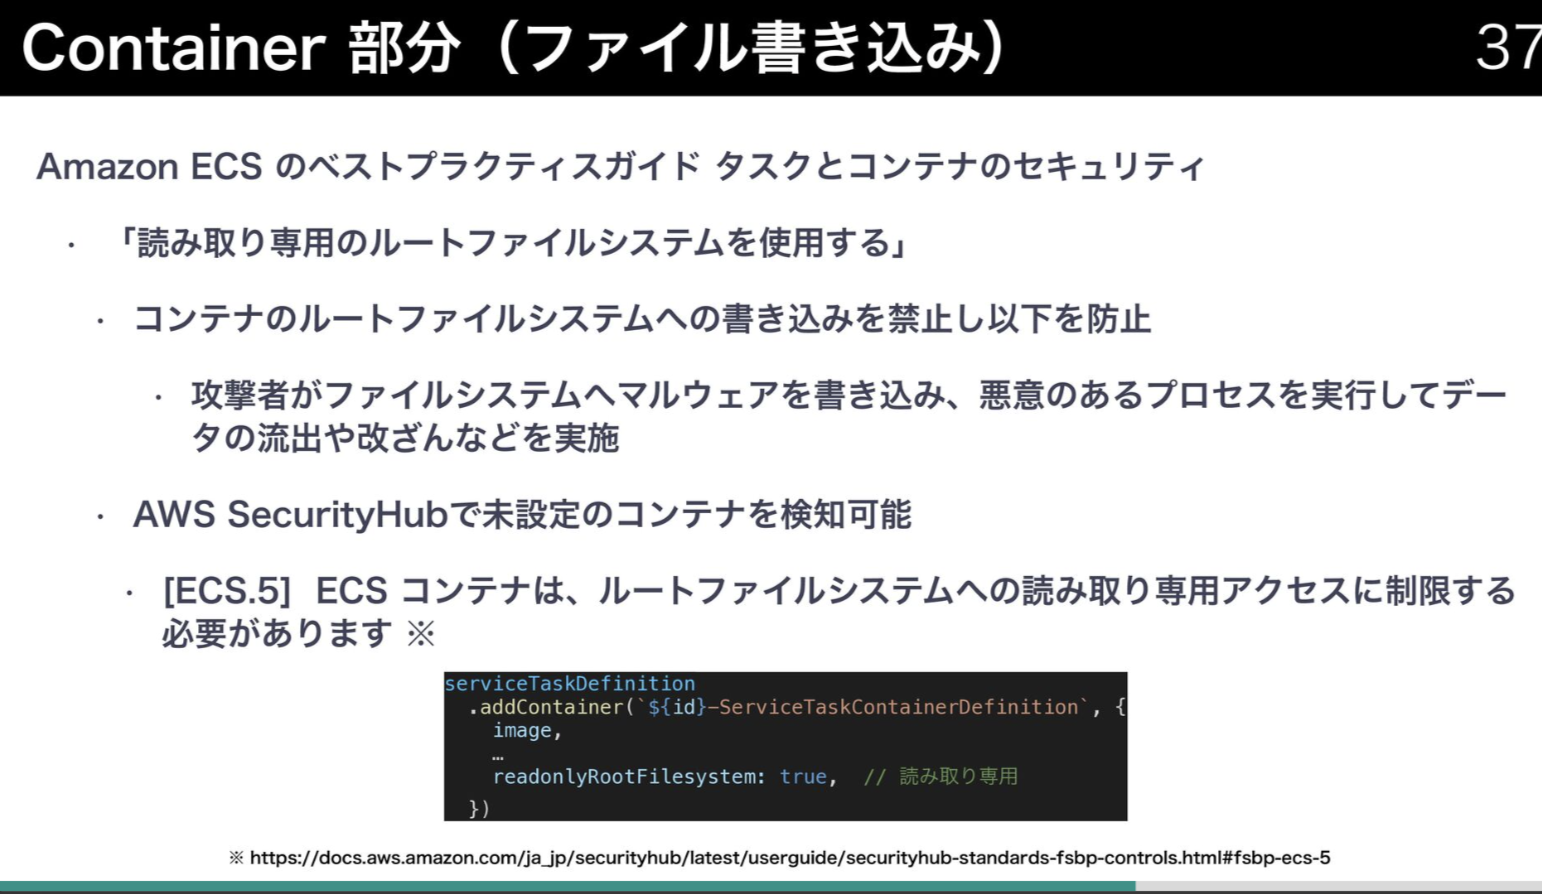 Container 部分（ファイル書き込み）
37
Amazon ECS のベストプラクティスガイド タスクとコンテナのセキュリティ
・ 「読み取り専用のルートファイルシステムを使用する」
・ コンテナのルートファイルシステムへの書き込みを禁止し以下を防止
・ 攻撃者がファイルシステムへマルウェアを書き込み、悪意のあるプロセスを実行してデー
タの流出や改ざんなどを実施
・ AWS SecurityHubで未設定のコンテナを検知可能
・ [ECS.5] ECS コンテナは、ルートファイルシステムへの読み取り専用アクセスに制限する
必要があります ※
serviceTaskDefinition
.addContainer(`${id}-ServiceTaskContainerDefinition`, {
image,
…
readonlyRootFilesystem: true, // 読み取り専用
})
※ https://docs.aws.amazon.com/ja_jp/securityhub/latest/userguide/securityhub-standards-fsbp-controls.html#fsbp-ecs-5